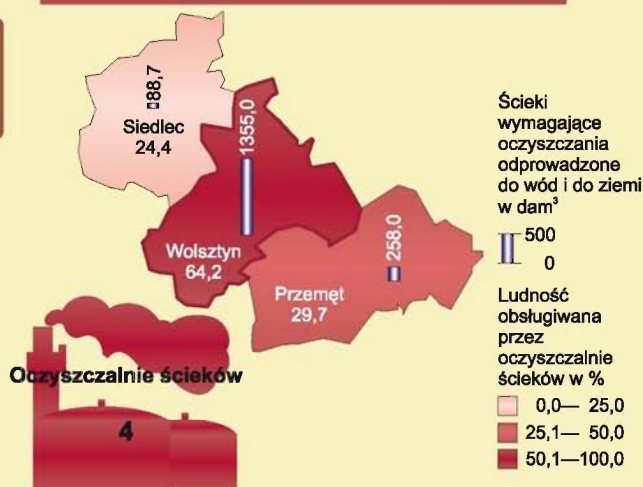 88,7
Siedlec
24,4
1355,0
Wolsztyn
64,2
258,0
Przemęt
29,7
Oczyszczalnie ścieków
4
Ścieki
wymagające
oczyszczania
odprowadzone
do wód i do ziemi
w dam³
500
0
Ludność
obsługiwana
przez
oczyszczalnie
ścieków w %
0,0— 25,0
25,1— 50,0
50,1—100,0